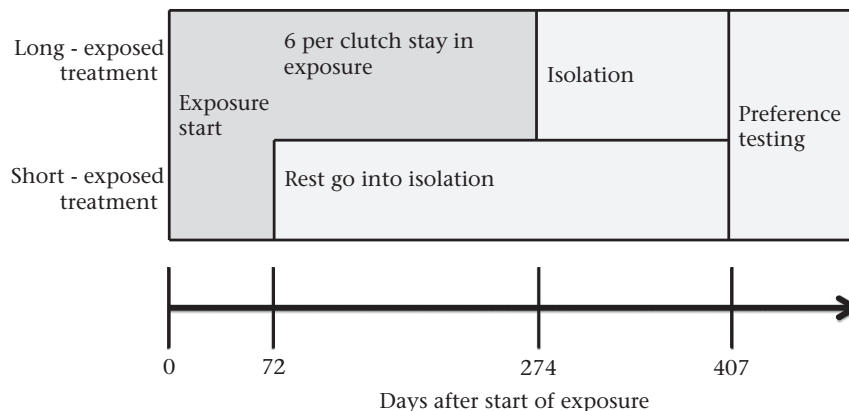 Long - exposed
treatment
6 per clutch stay in
exposure
Isolation
Exposure
start
Preference
testing
Short - exposed
treatment
Rest go into isolation
0
72
274
407
Days after start of exposure